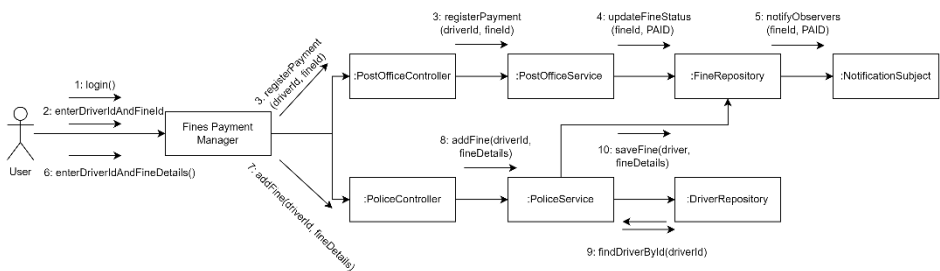 3: registerPayment
(driverId, fineId)
4: updateFineStatus
(fineId, PAID)
5: notifyObservers
(fineId, PAID)
3. registerPayment
(driverId, fineId)
:PostOfficeController
:PostOfficeService
:FineRepository
:NotificationSubject
1: login()
2: enterDriverIdAndFineId
Fines Payment
Manager
User
6: enterDriverIdAndFineDetails()
7: addFine(driverId, fineDetails)
8: addFine(driverId,
fineDetails)
10: saveFine(driver,
fineDetails)
:PoliceController
:PoliceService
:DriverRepository
9: findDriverById(driverId)